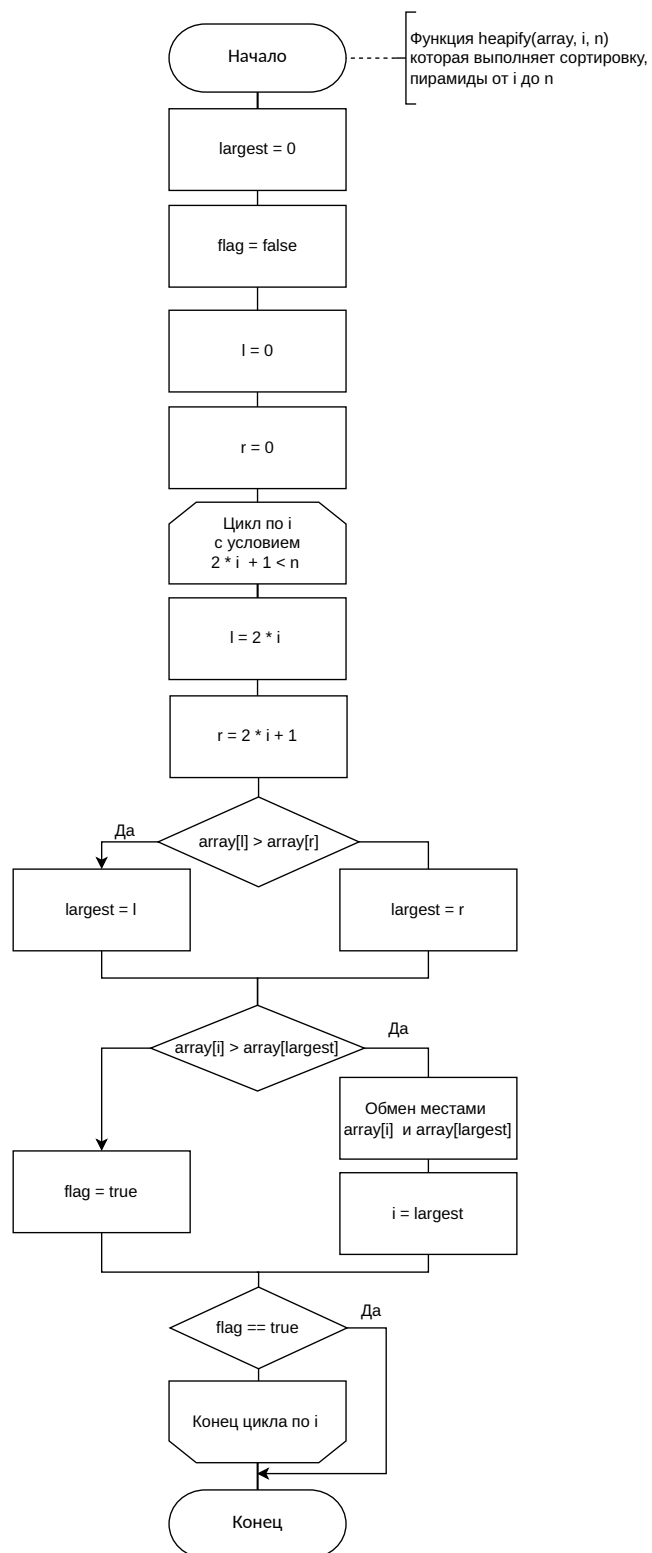 Начало
Функция heapify(array, i, n)
которая выполняет сортировку,
пирамиды от i до n
largest = 0
flag = false
l = 0
r = 0
Цикл по i
с условием
2 * i + 1 < n
l = 2 * i
r = 2 * i + 1
array[l] > array[r]
Да
largest = l
largest = r
array[i] > array[largest]
Да
Обмен местами
array[i] и array[largest]
flag = true
i = largest
flag == true
Да
Конец цикла по i
Конец